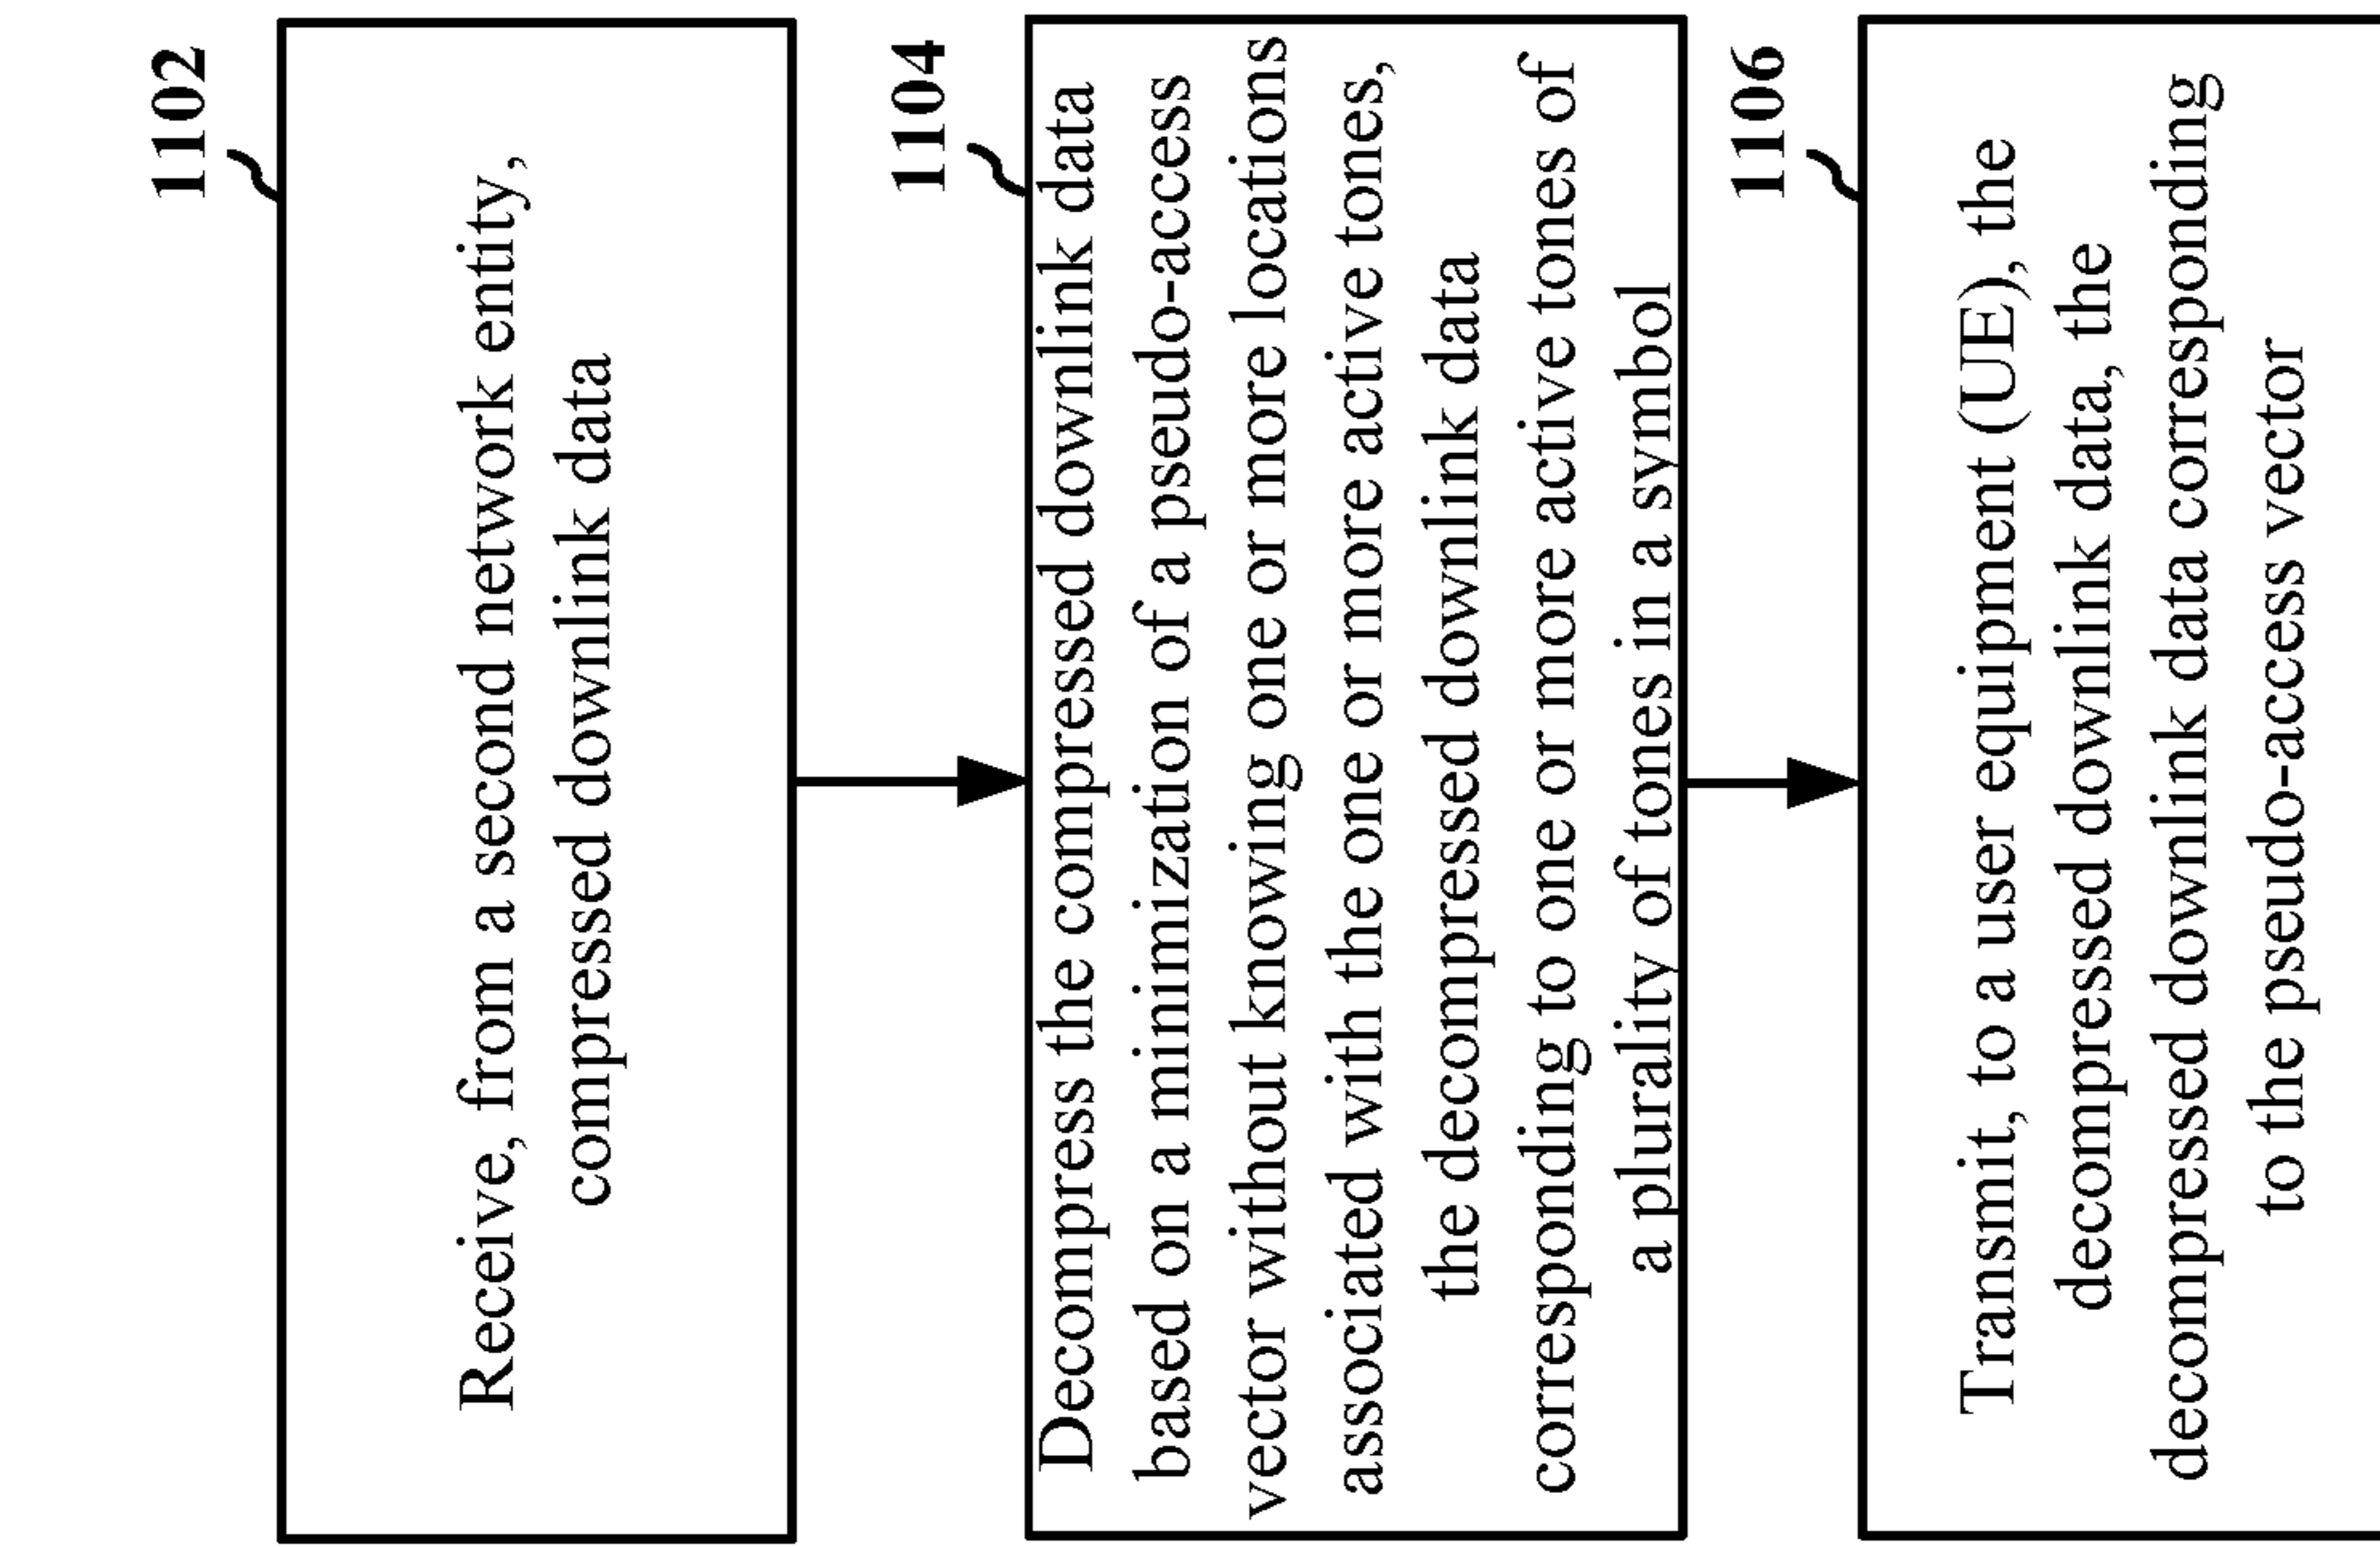 1102
Receive, from a second network entity,
compressed downlink data
1104
Decompress the compressed downlink data
based on a minimization of a pseudo-access
vector without knowing one or more locations
associated with the one or more active tones,
the decompressed downlink data
corresponding to one or more active tones of
a plurality of tones in a symbol
1106
Transmit, to a user equipment (UE), the
decompressed downlink data, the
decompressed downlink data corresponding
to the pseudo-access vector